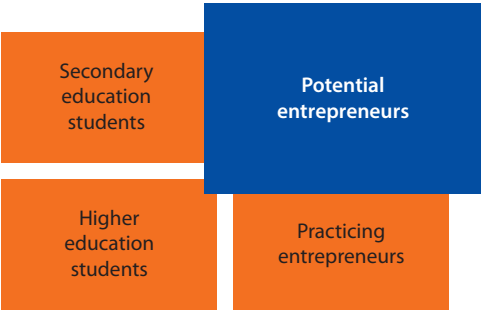 Secondary
education
students
Potential
entrepreneurs
Higher
education
students
Practicing
entrepreneurs